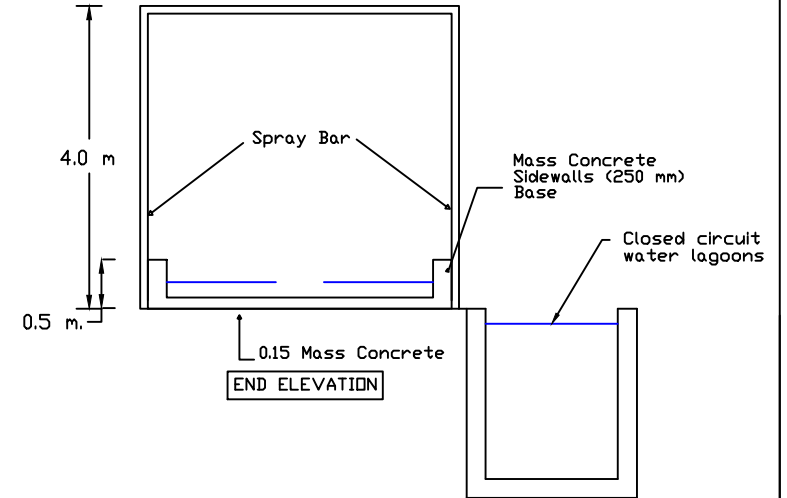 Spray Bar
4.0 m
Mass Concrete
Sidewalls (250 mm)
Base
Closed circuit
water lagoons
0.5 m.
0.15 Mass Concrete
END ELEVATION